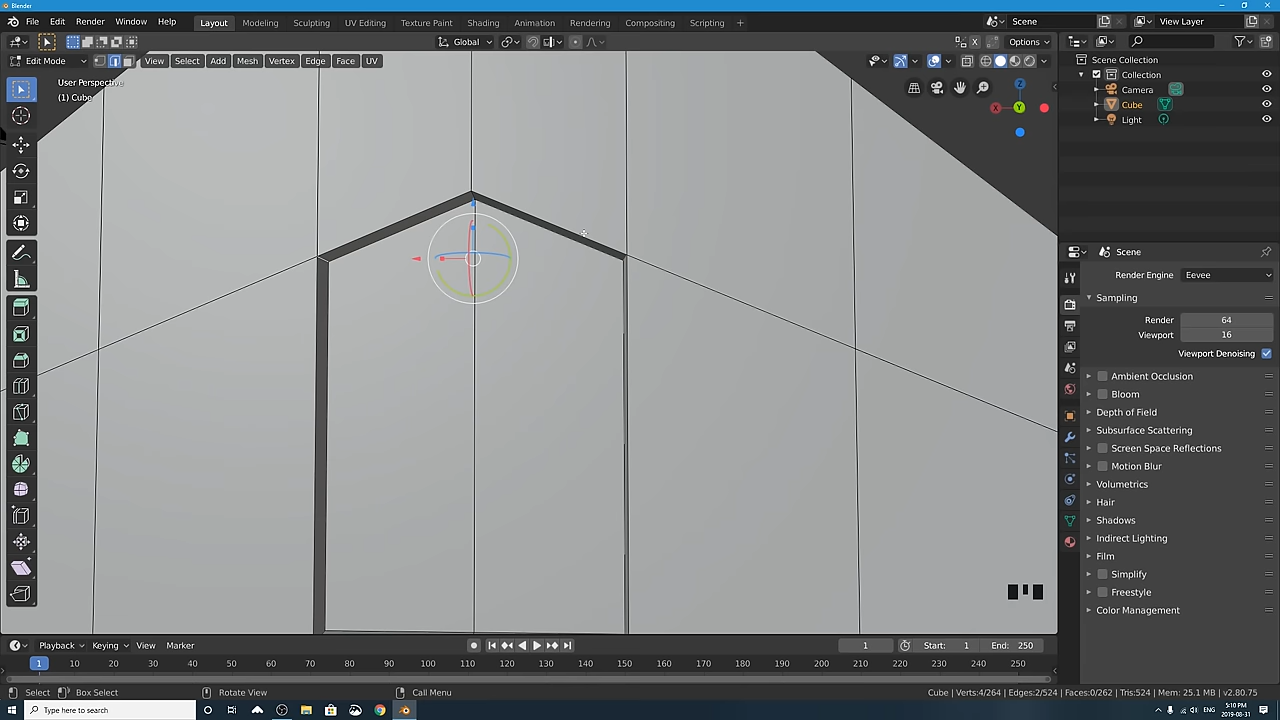 Blender
File Edit Render Window Help
Layout Modeling Sculpting UV Editing Texture Paint Shading Animation Rendering Compositing Scripting +
Scene View Layer
Global Options
Edit Mode View Select Add Mesh Vertex Edge Face UV
User Perspective
(1) Cube
Z
X
Y
X
Scene Collection
Collection
Camera
Cube
Light
Scene
Render Engine Eevee
Sampling
Render 64
Viewport 16
Viewport Denoising
Ambient Occlusion
Bloom
Depth of Field
Subsurface Scattering
Screen Space Reflections
Motion Blur
Volumetrics
Hair
Shadows
Indirect Lighting
Film
Simplify
Freestyle
Color Management
Playback Keying View Marker 1 Start: 1 End: 250
1 10 20 30 40 50 60 70 80 90 100 110 120 130 140 150 160 170 180 190 200 210 220 230 240 250
Select Box Select Rotate View Call Menu Cube | Verts:4/264 | Edges:2/524 | Faces:0/262 | Tris:524 | Mem: 25.1 MB | v2.80.75
Type here to search ENG 5:10 PM
2019-08-31